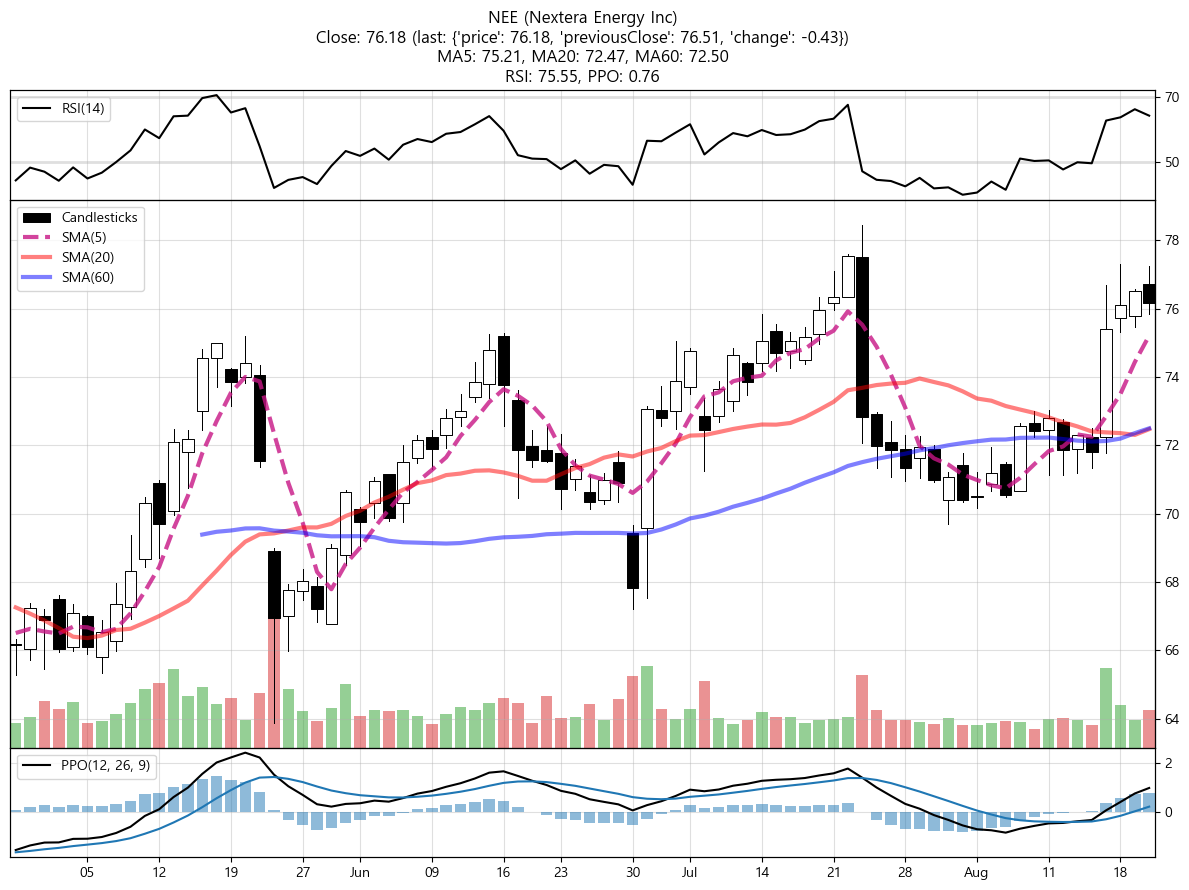 NEE (Nextera Energy Inc)
Close: 76.18 (last: {'price': 76.18, 'previousClose': 76.51, 'change': -0.43})
MA5: 75.21, MA20: 72.47, MA60: 72.50
RSI: 75.55, PPO: 0.76
RSI(14)
70
50
Candlesticks
SMA(5)
SMA(20)
SMA(60)
78
76
74
72
70
68
66
64
PPO(12, 26, 9)
2
0
05 12 19 27 Jun 09 16 23 30 Jul 14 21 28 Aug 11 18